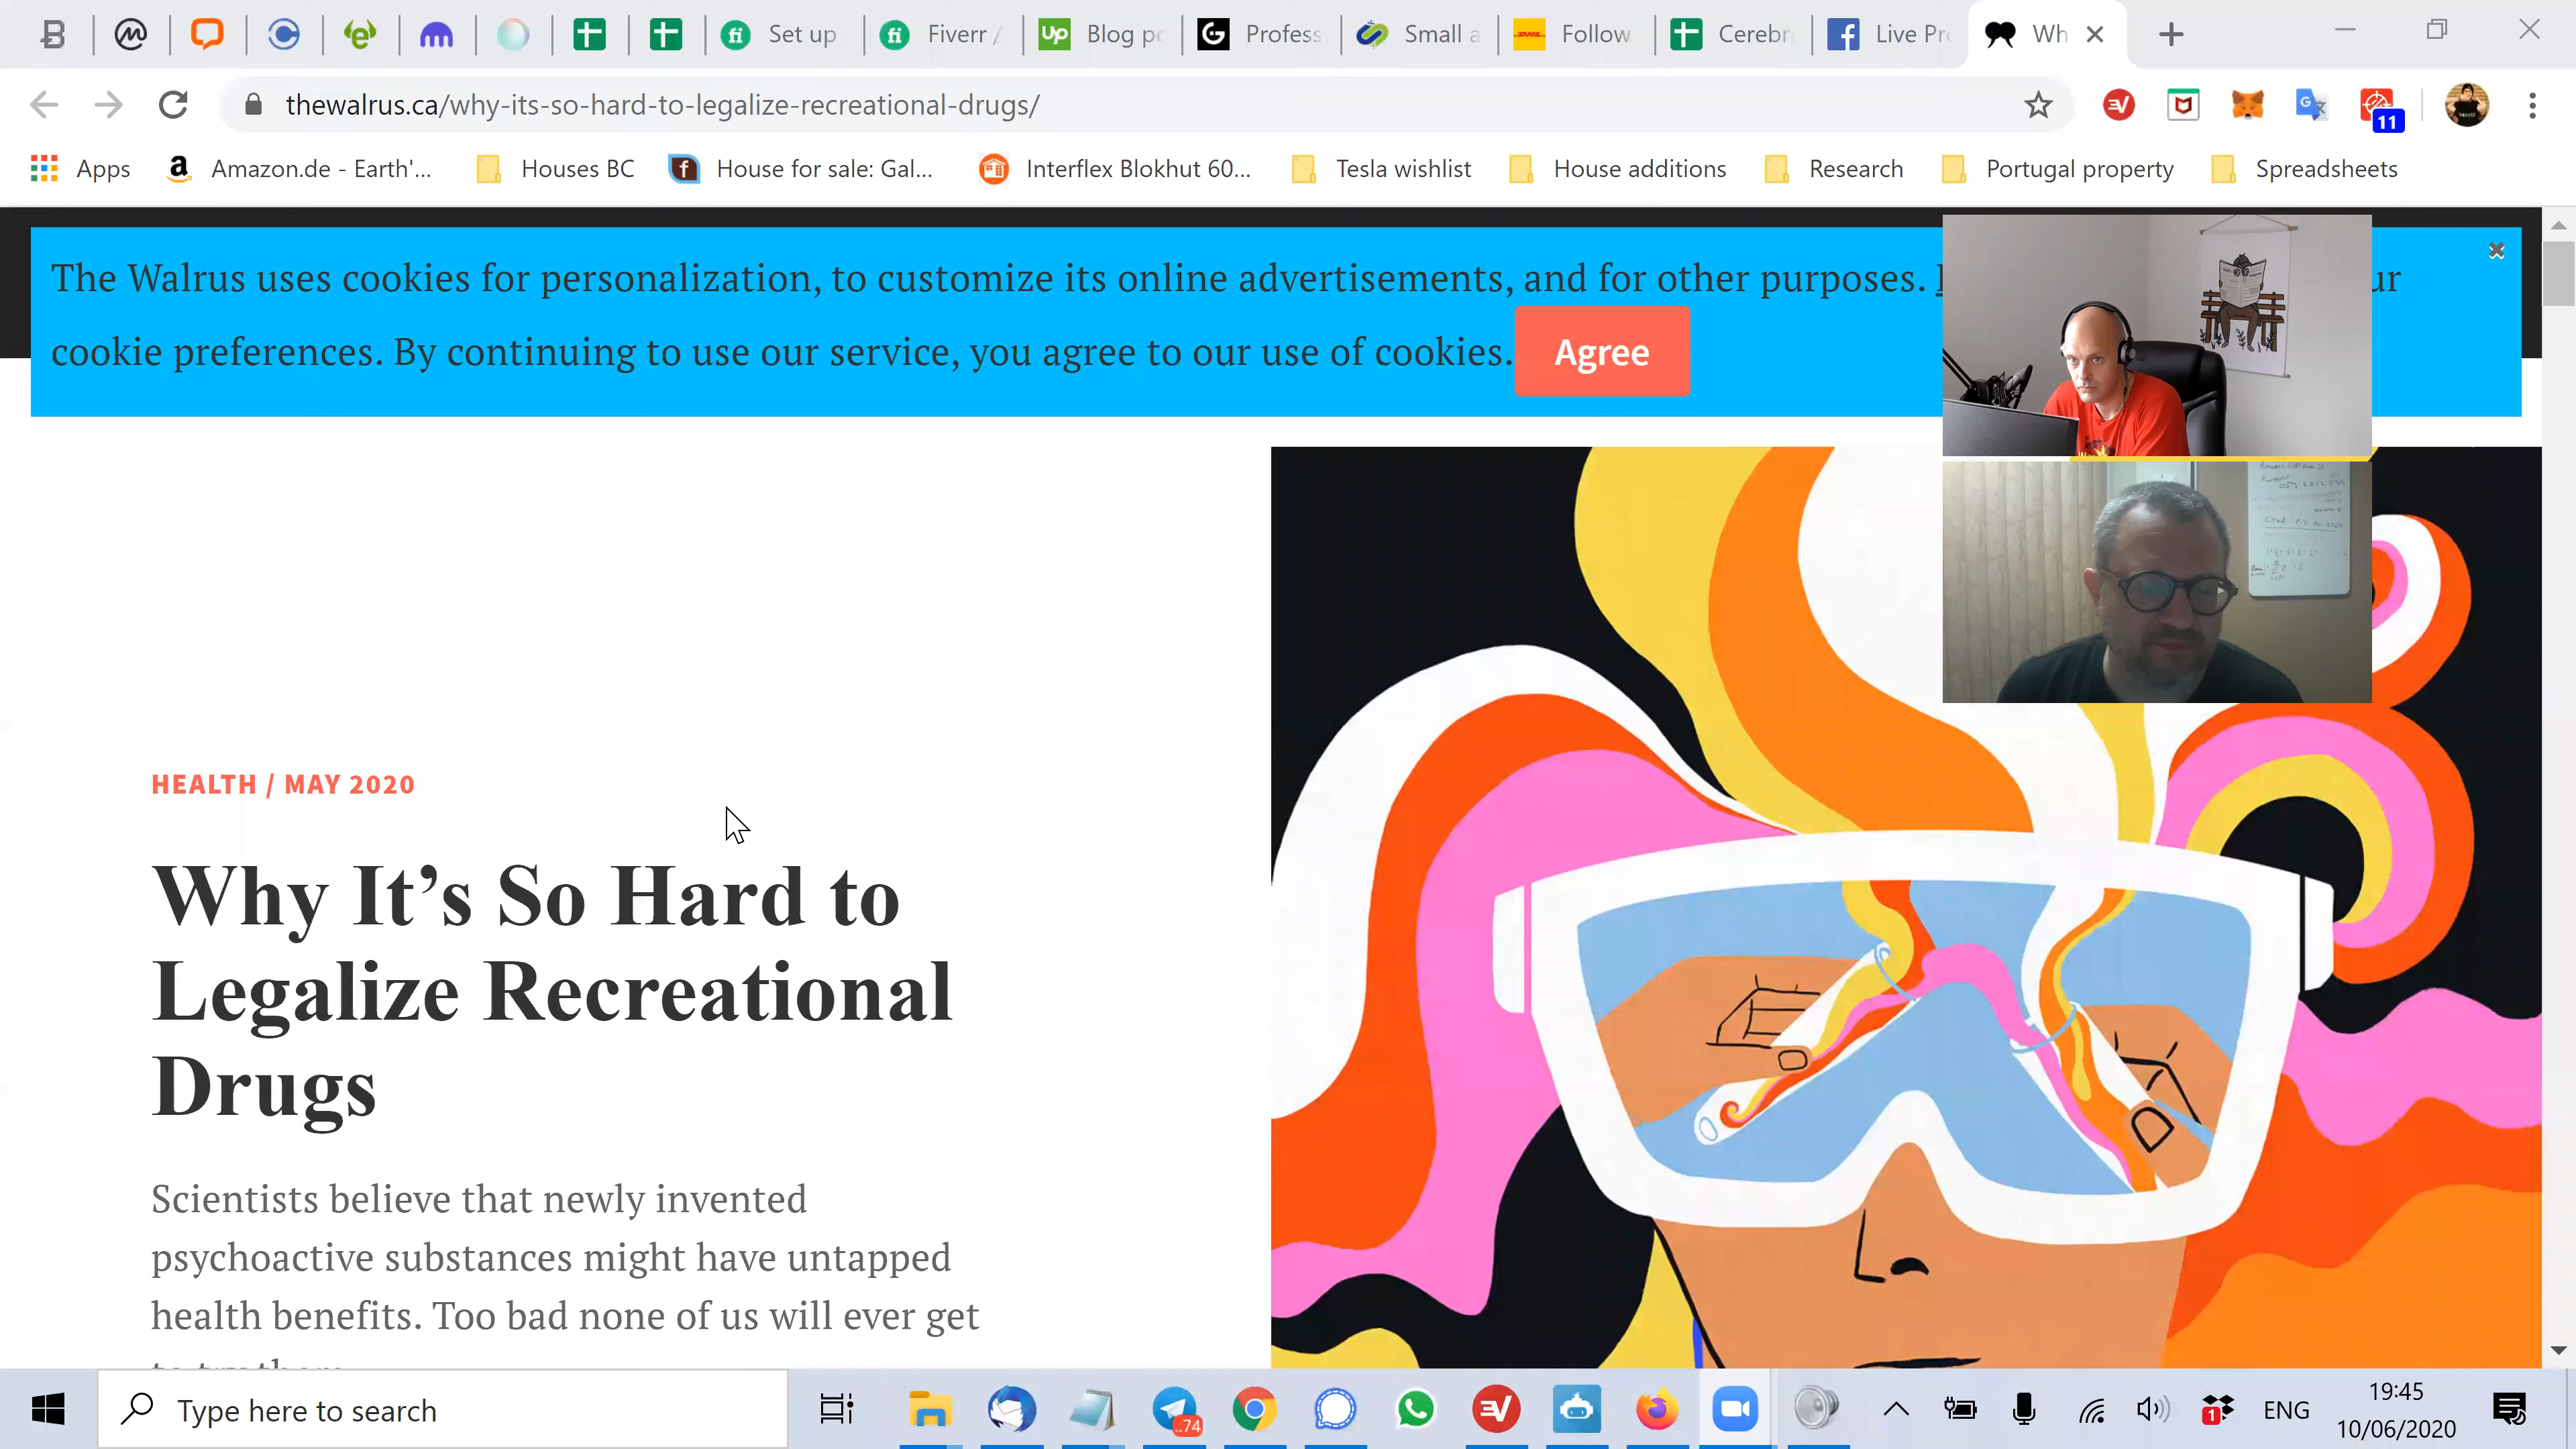 Set up
Fiverr /
Blog po
Profess
Small a
Follow
Cerebr
Live Pr
Wh
thewalrus.ca/why-its-so-hard-to-legalize-recreational-drugs/
11
Apps
Amazon.de - Earth'...
Houses BC
House for sale: Gal...
Interflex Blokhut 60...
Tesla wishlist
House additions
Research
Portugal property
Spreadsheets
The Walrus uses cookies for personalization, to customize its online advertisements, and for other purposes.
cookie preferences. By continuing to use our service, you agree to our use of cookies.
Agree
HEALTH / MAY 2020
Why It’s So Hard to
Legalize Recreational
Drugs
Scientists believe that newly invented
psychoactive substances might have untapped
health benefits. Too bad none of us will ever get
Type here to search
..74
1
ENG
19:45
10/06/2020